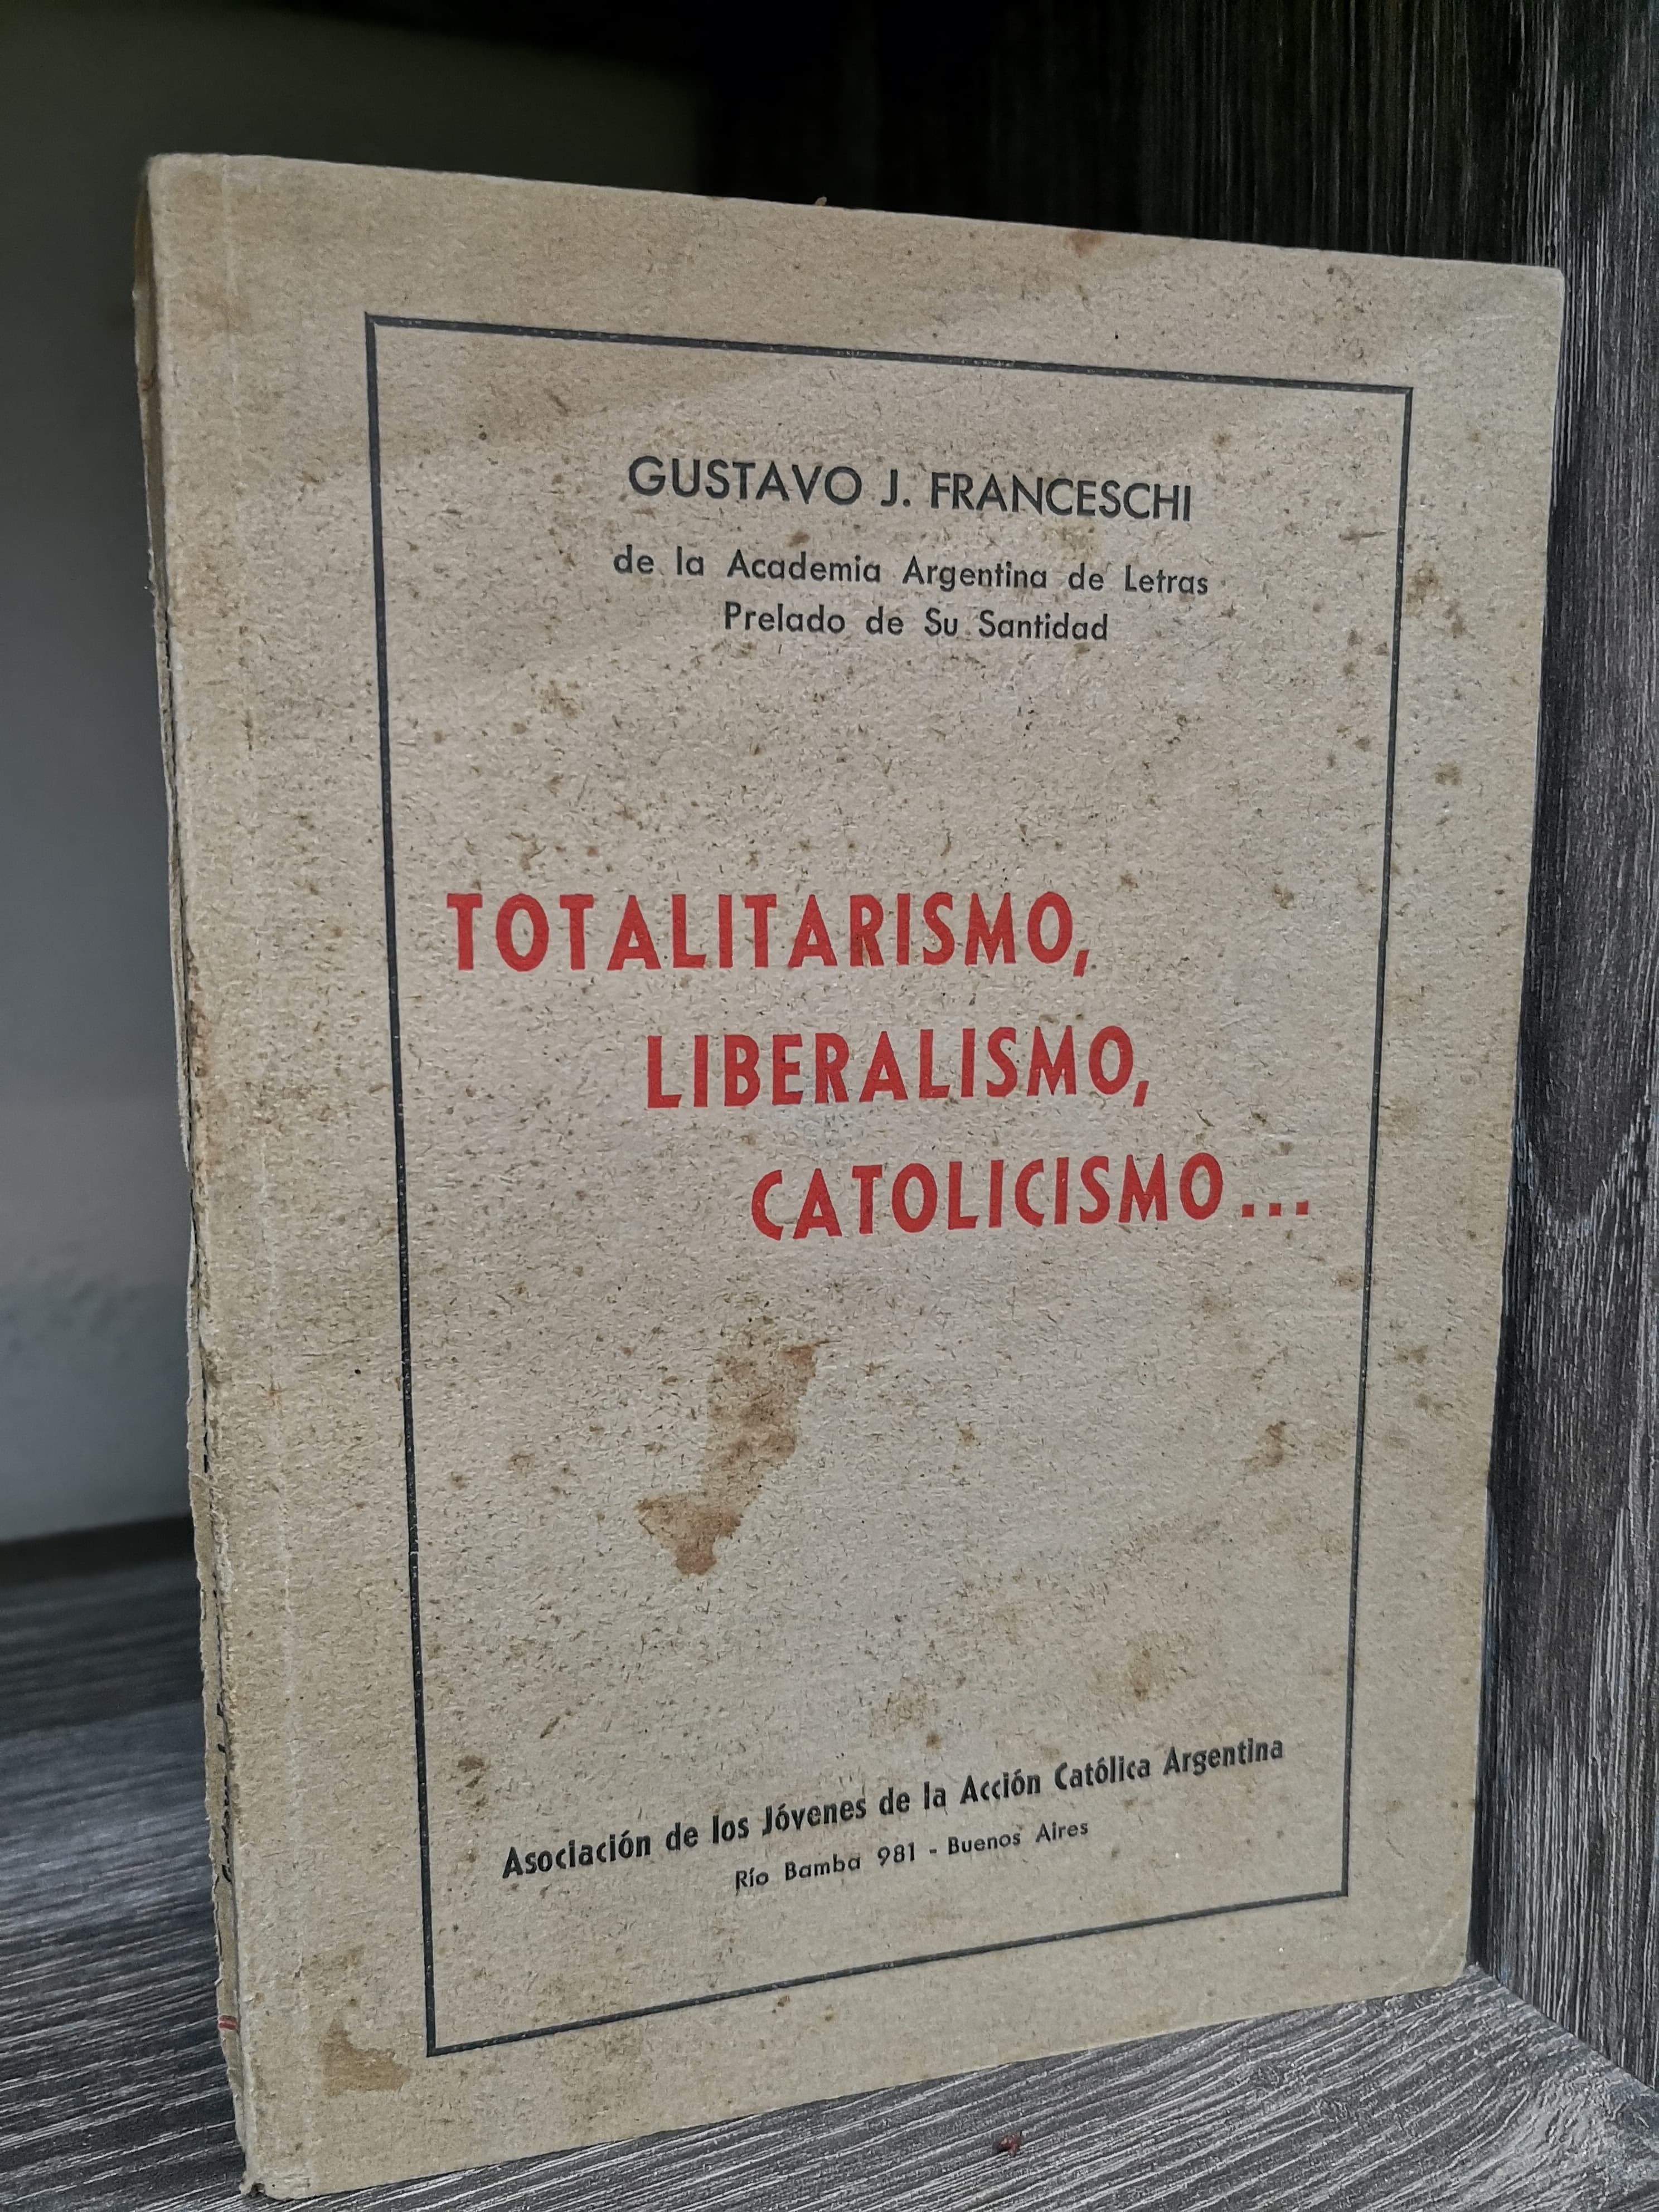 GUSTAVO J. FRANCESCHI
de la Academia Argentina de Letras
Prelado de Su Santidad
TOTALITARISMO,
LIBERALISMO,
CATOLICISMO...
Asociación de los Jóvenes de la Acción Católica Argentina
Río Bamba 981 - Buenos Aires